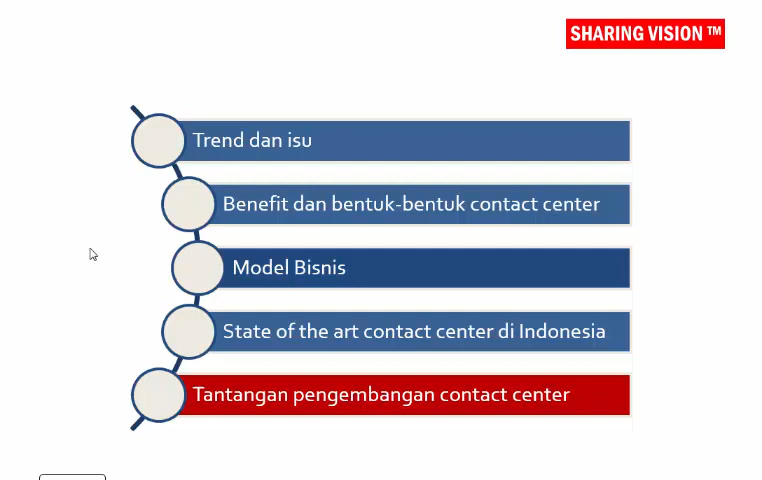 SHARING VISION ™
Trend dan isu
Benefit dan bentuk-bentuk contact center
Model Bisnis
State of the art contact center di Indonesia
Tantangan pengembangan contact center